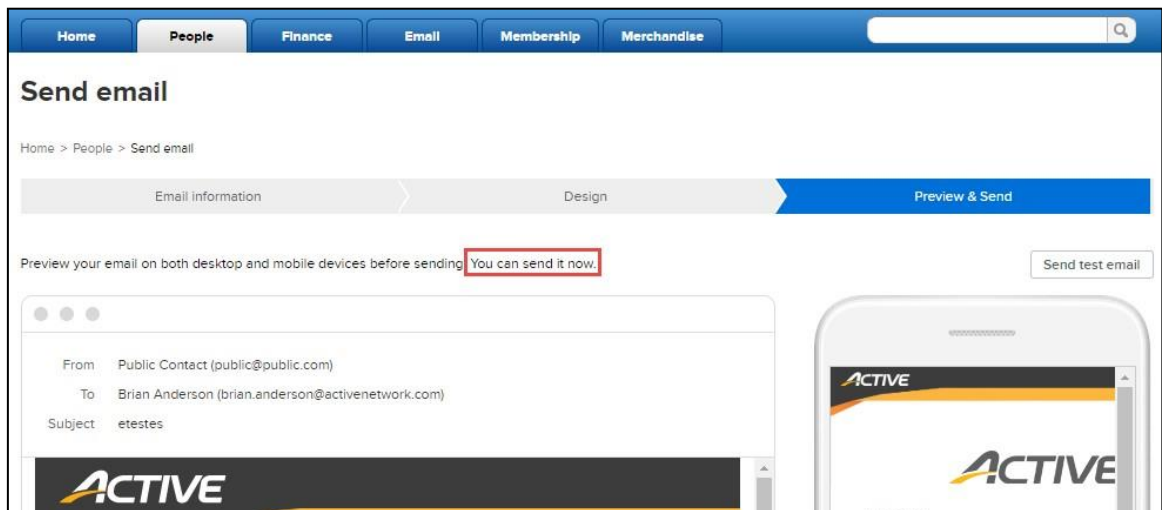 Home People Finance Email Membership Merchandise
Send email
Home > People > Send email
Email information Design Preview & Send
Preview your email on both desktop and mobile devices before sending. You can send it now. Send test email
From Public Contact (public@public.com)
To Brian Anderson (brian.anderson@activenetwork.com)
Subject etestes
ACTIVE
ACTIVE
ACTIVE